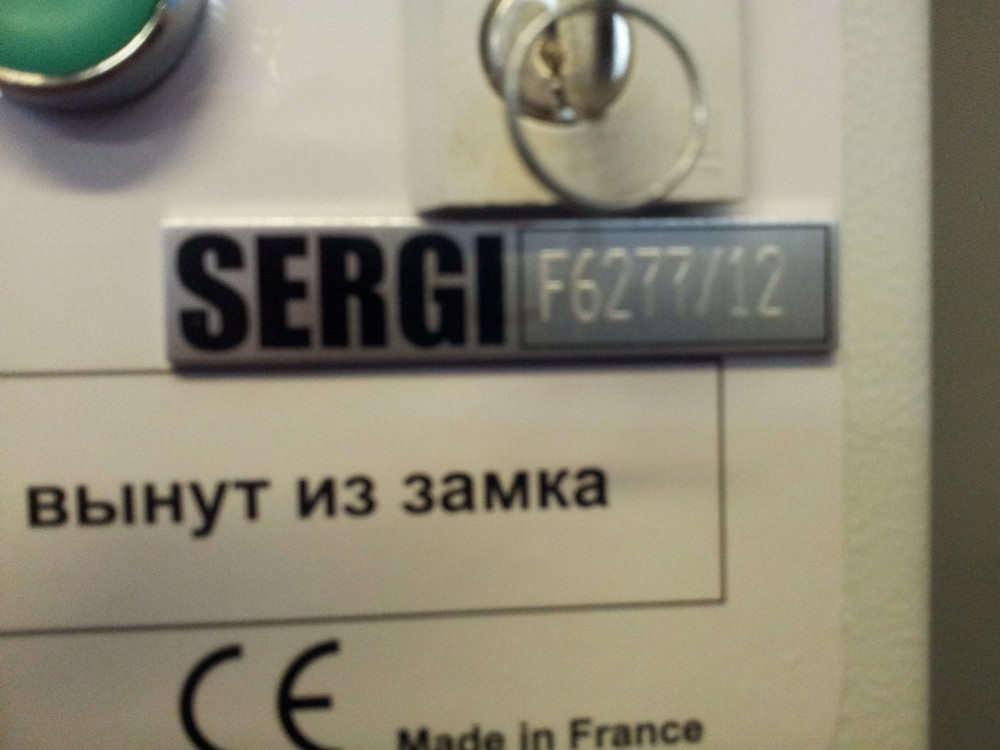 SERGI F6277/12
вынут из замка
CE
Made in France